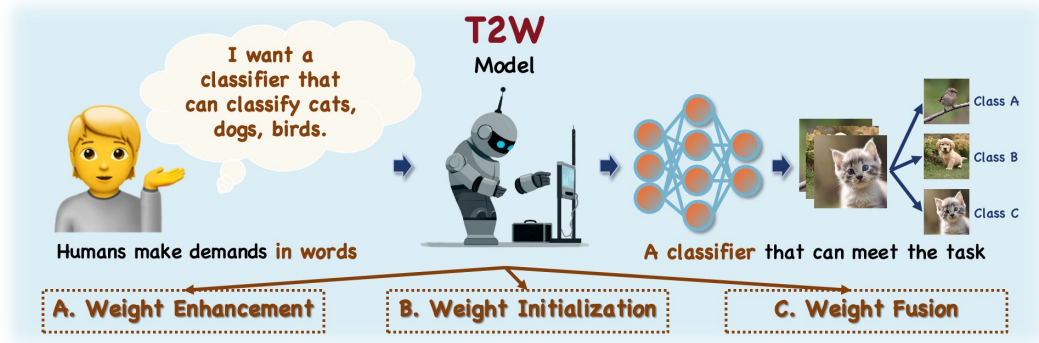 T2W
Model
I want a
classifier that
can classify cats,
dogs, birds.
Class A
Class B
Class C
Humans make demands in words
A classifier that can meet the task
A. Weight Enhancement
B. Weight Initialization
C. Weight Fusion